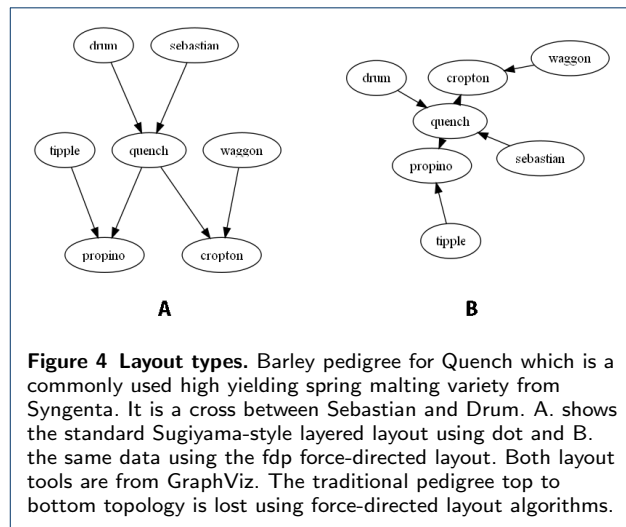 drum
sebastian
tipple
quench
waggon
propino
cropton
A
waggon
drum
cropton
quench
sebastian
propino
tipple
B
Figure 4 Layout types. Barley pedigree for Quench which is a
commonly used high yielding spring malting variety from
Syngenta. It is a cross between Sebastian and Drum. A. shows
the standard Sugiyama-style layered layout using dot and B.
the same data using the fdp force-directed layout. Both layout
tools are from GraphViz. The traditional pedigree top to
bottom topology is lost using force-directed layout algorithms.